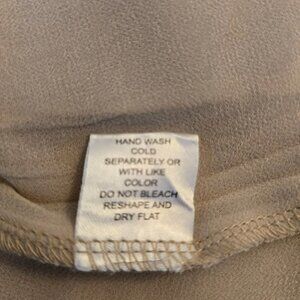 HAND WASH
COLD
SEPARATELY OR
WITH LIKE
COLOR
DO NOT BLEACH
RESHAPE AND
DRY FLAT